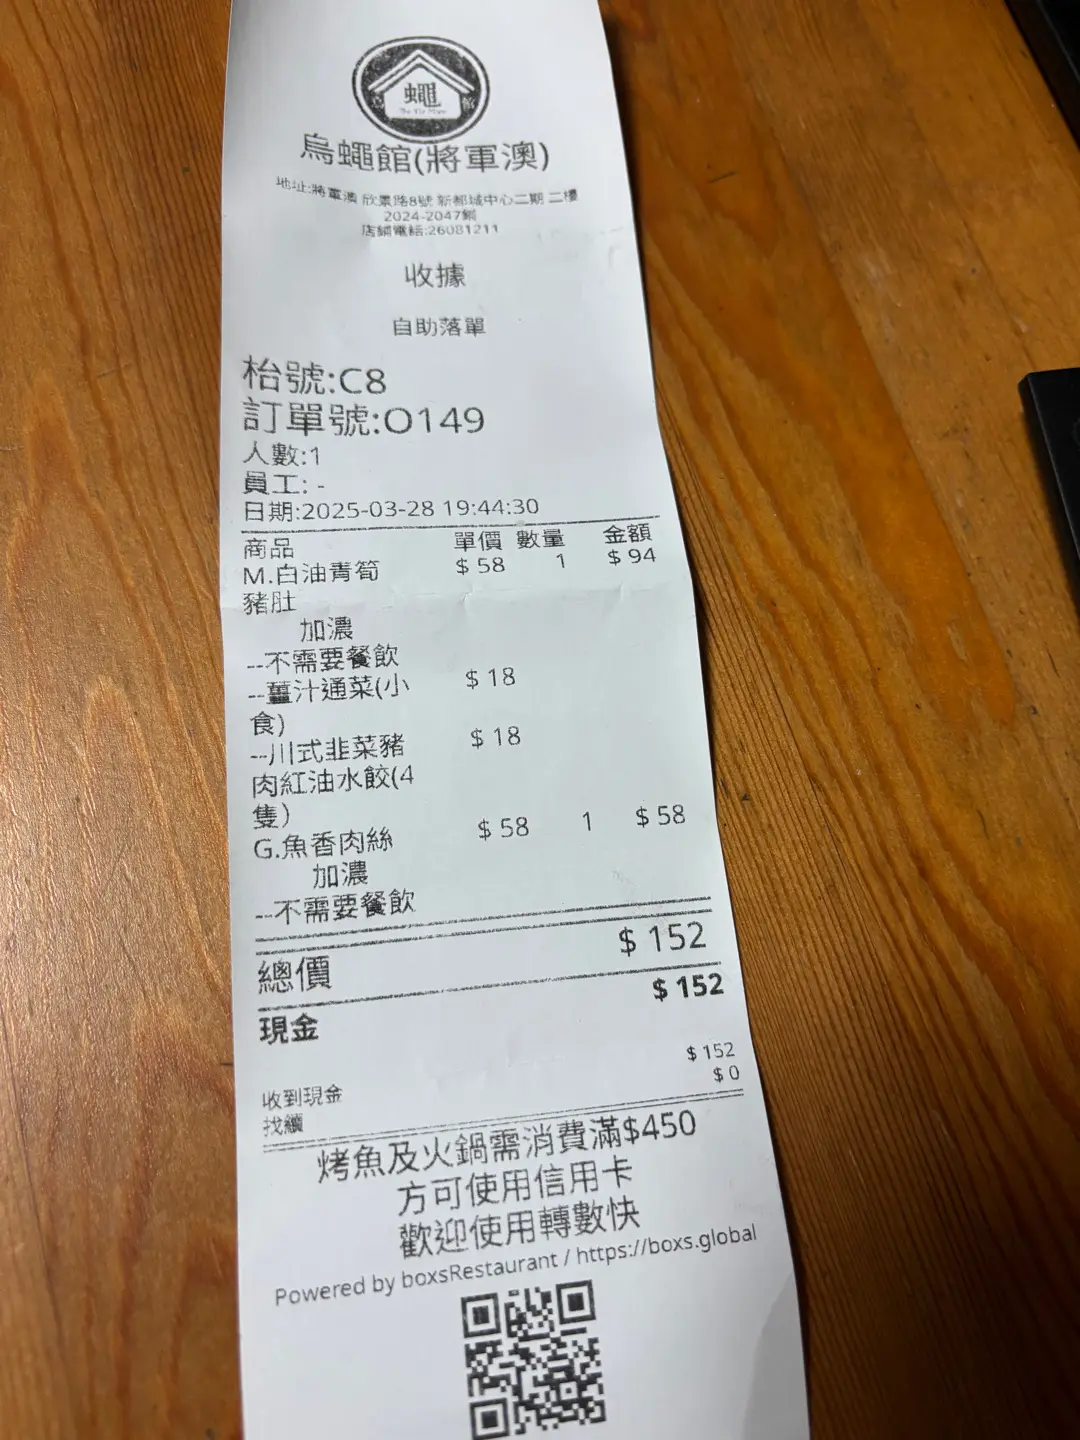 蠅
烏蠅館(將軍澳)
地址:將軍澳 欣景路8號 新都城中心二期 二樓
2024-2047鋪
店鋪電話:26081211
收據
自助落單
枱號:C8
訂單號:O149
人數:1
員工: -
日期:2025-03-28 19:44:30
商品 單價 數量 金額
M.白油青筍 $ 58 1 $ 94
豬肚
加濃
--不需要餐飲
--薑汁通菜(小 $ 18
食)
--川式韭菜豬 $ 18
肉紅油水餃(4
隻)
G.魚香肉絲 $ 58 1 $ 58
加濃
--不需要餐飲
總價 $ 152
現金 $ 152
收到現金 $ 152
找續 $ 0
烤魚及火鍋需消費滿$450
方可使用信用卡
歡迎使用轉數快
Powered by boxsRestaurant / https://boxs.global